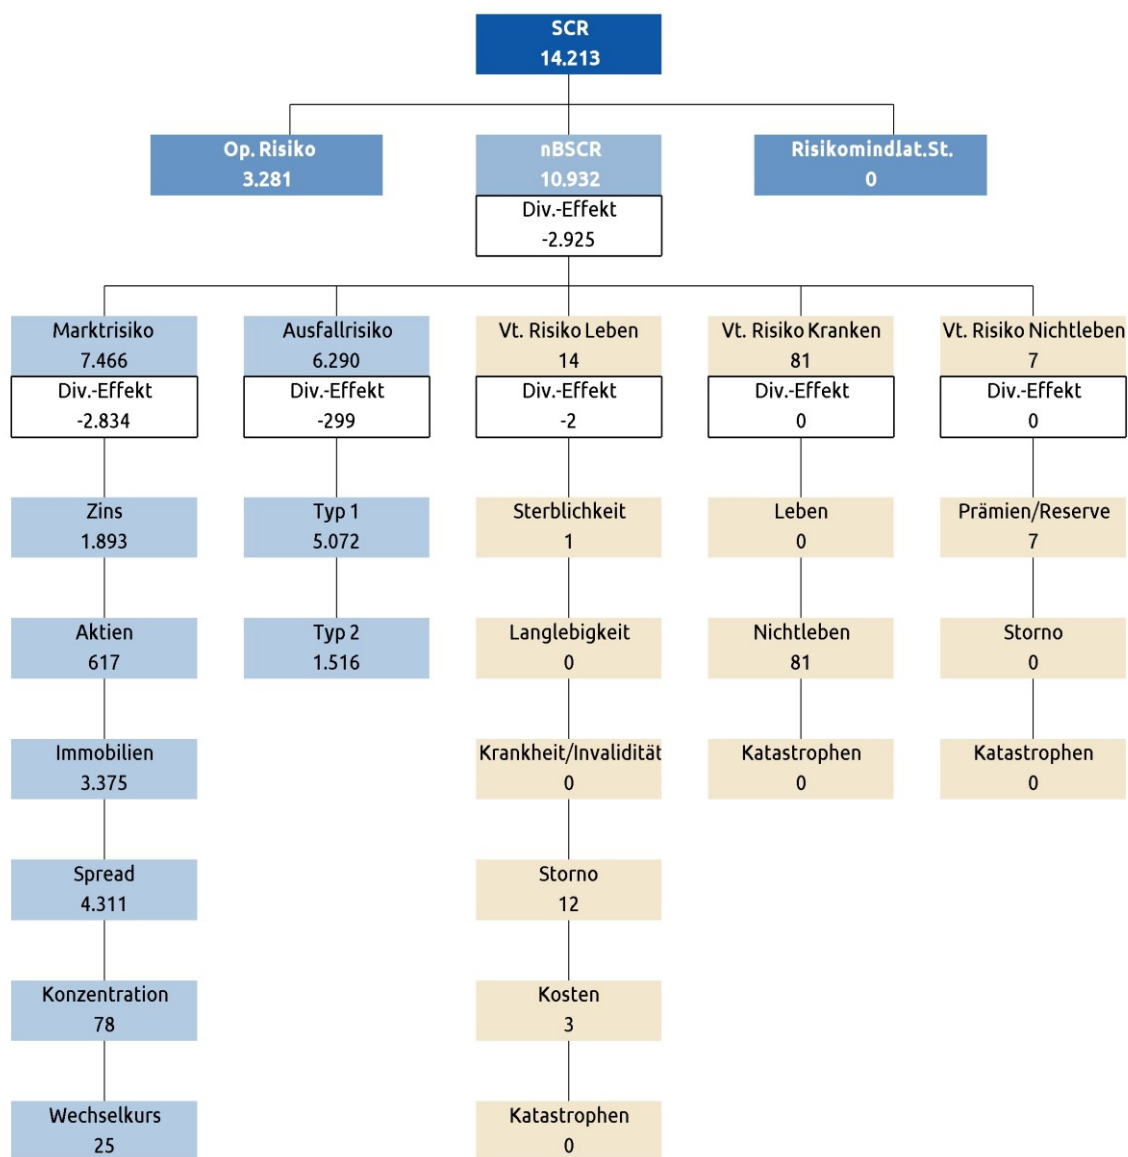 SCR
14.213
Op. Risiko
3.281
nBSCR
10.932
Risikomind.lat.St.
0
Div.-Effekt
-2.925
Marktrisiko
7.466
Div.-Effekt
-2.834
Ausfallrisiko
6.290
Div.-Effekt
-299
Vt. Risiko Leben
14
Div.-Effekt
-2
Vt. Risiko Kranken
81
Div.-Effekt
0
Vt. Risiko Nichtleben
7
Div.-Effekt
0
Zins
1.893
Typ 1
5.072
Sterblichkeit
1
Leben
0
Prämien/Reserve
7
Aktien
617
Typ 2
1.516
Langlebigkeit
0
Nichtleben
81
Storno
0
Immobilien
3.375
Krankheit/Invalidität
0
Katastrophen
0
Katastrophen
0
Spread
4.311
Storno
12
Konzentration
78
Kosten
3
Wechselkurs
25
Katastrophen
0